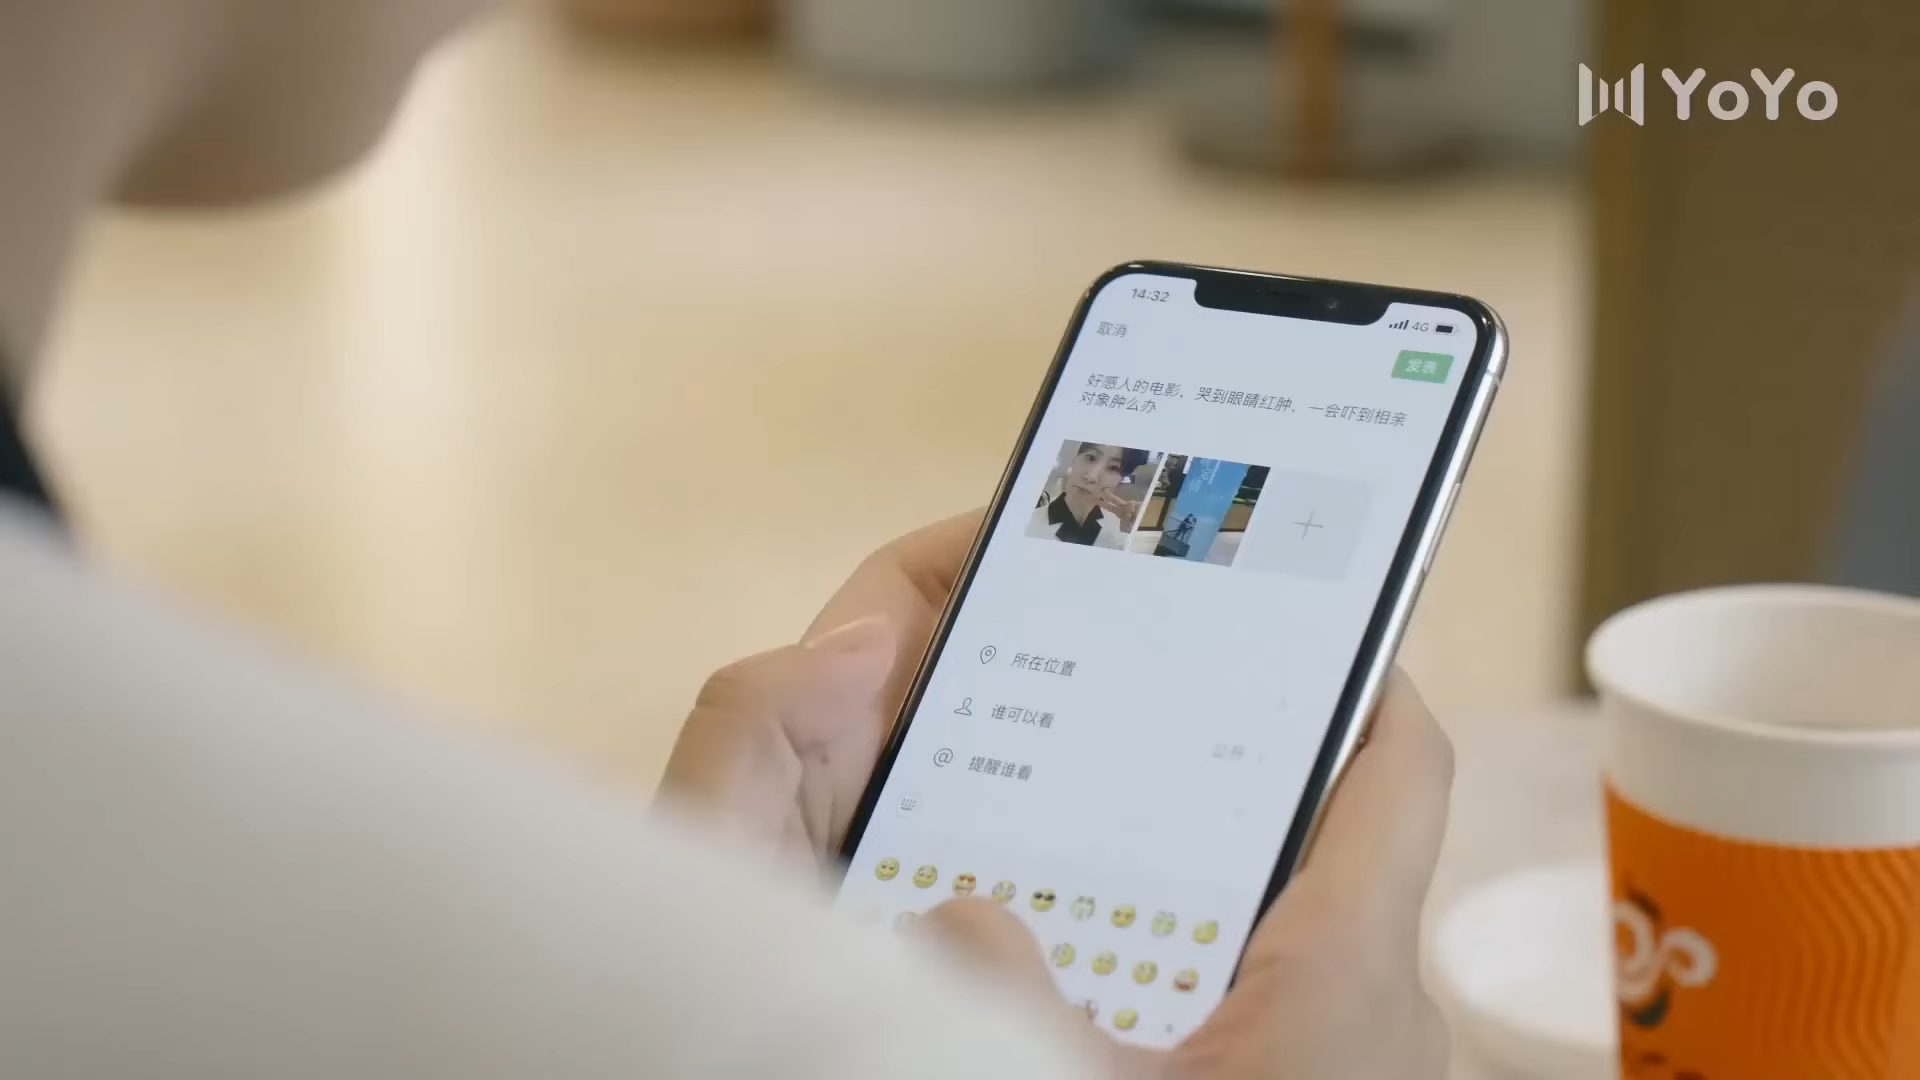 YoYo
14:32
4G
取消
发表
好感人的电影，哭到眼睛红肿，一会吓到相亲
对象肿么办
所在位置
谁可以看
公开
提醒谁看